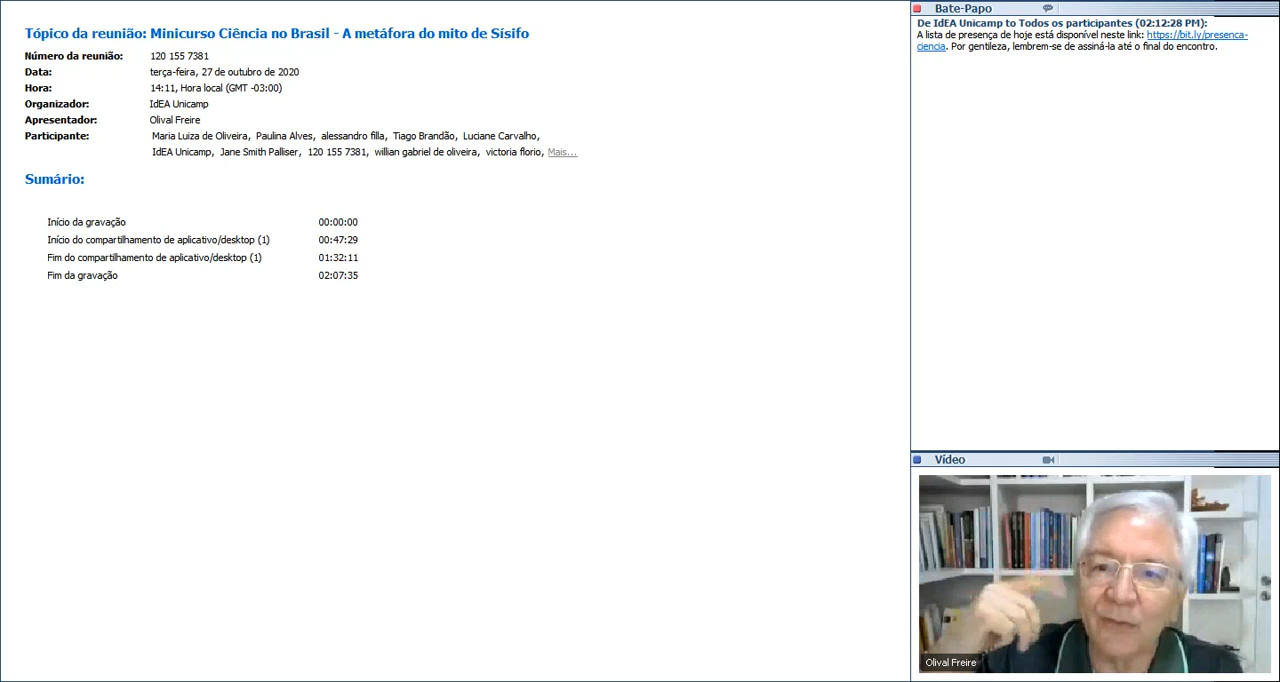 Tópico da reunião: Minicurso Ciência no Brasil - A metáfora do mito de Sísifo
Número da reunião: 120 155 7381
Data: terça-feira, 27 de outubro de 2020
Hora: 14:11, Hora local (GMT -03:00)
Organizador: IdEA Unicamp
Apresentador: Olival Freire
Participante: Maria Luiza de Oliveira, Paulina Alves, alessandro filla, Tiago Brandão, Luciane Carvalho,
IdEA Unicamp, Jane Smith Palliser, 120 155 7381, willian gabriel de oliveira, victoria florio, Mais...
Sumário:
Início da gravação 00:00:00
Início do compartilhamento de aplicativo/desktop (1) 00:47:29
Fim do compartilhamento de aplicativo/desktop (1) 01:32:11
Fim da gravação 02:07:35
Bate-Papo
De IdEA Unicamp to Todos os participantes (02:12:28 PM):
A lista de presença de hoje está disponível neste link: https://bit.ly/presenca-
ciencia. Por gentileza, lembrem-se de assiná-la até o final do encontro.
Vídeo
Olival Freire